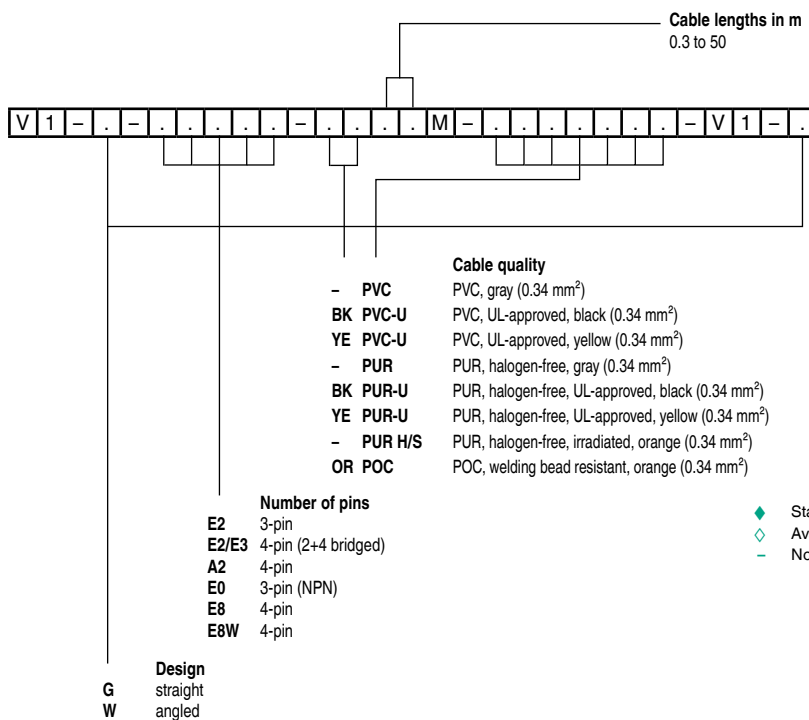 Cable lengths in m
0.3 to 50
V 1 – . – . . . . . – . . . . M – . . . . . . . – V 1 – .
Cable quality
– PVC PVC, gray (0.34 mm²)
BK PVC-U PVC, UL-approved, black (0.34 mm²)
YE PVC-U PVC, UL-approved, yellow (0.34 mm²)
– PUR PUR, halogen-free, gray (0.34 mm²)
BK PUR-U PUR, halogen-free, UL-approved, black (0.34 mm²)
YE PUR-U PUR, halogen-free, UL-approved, yellow (0.34 mm²)
– PUR H/S PUR, halogen-free, irradiated, orange (0.34 mm²)
OR POC POC, welding bead resistant, orange (0.34 mm²)
Number of pins
E2 3-pin
E2/E3 4-pin (2+4 bridged)
A2 4-pin
E0 3-pin (NPN)
E8 4-pin
E8W 4-pin
◆ Sta
◇ Av
– No
Design
G straight
W angled